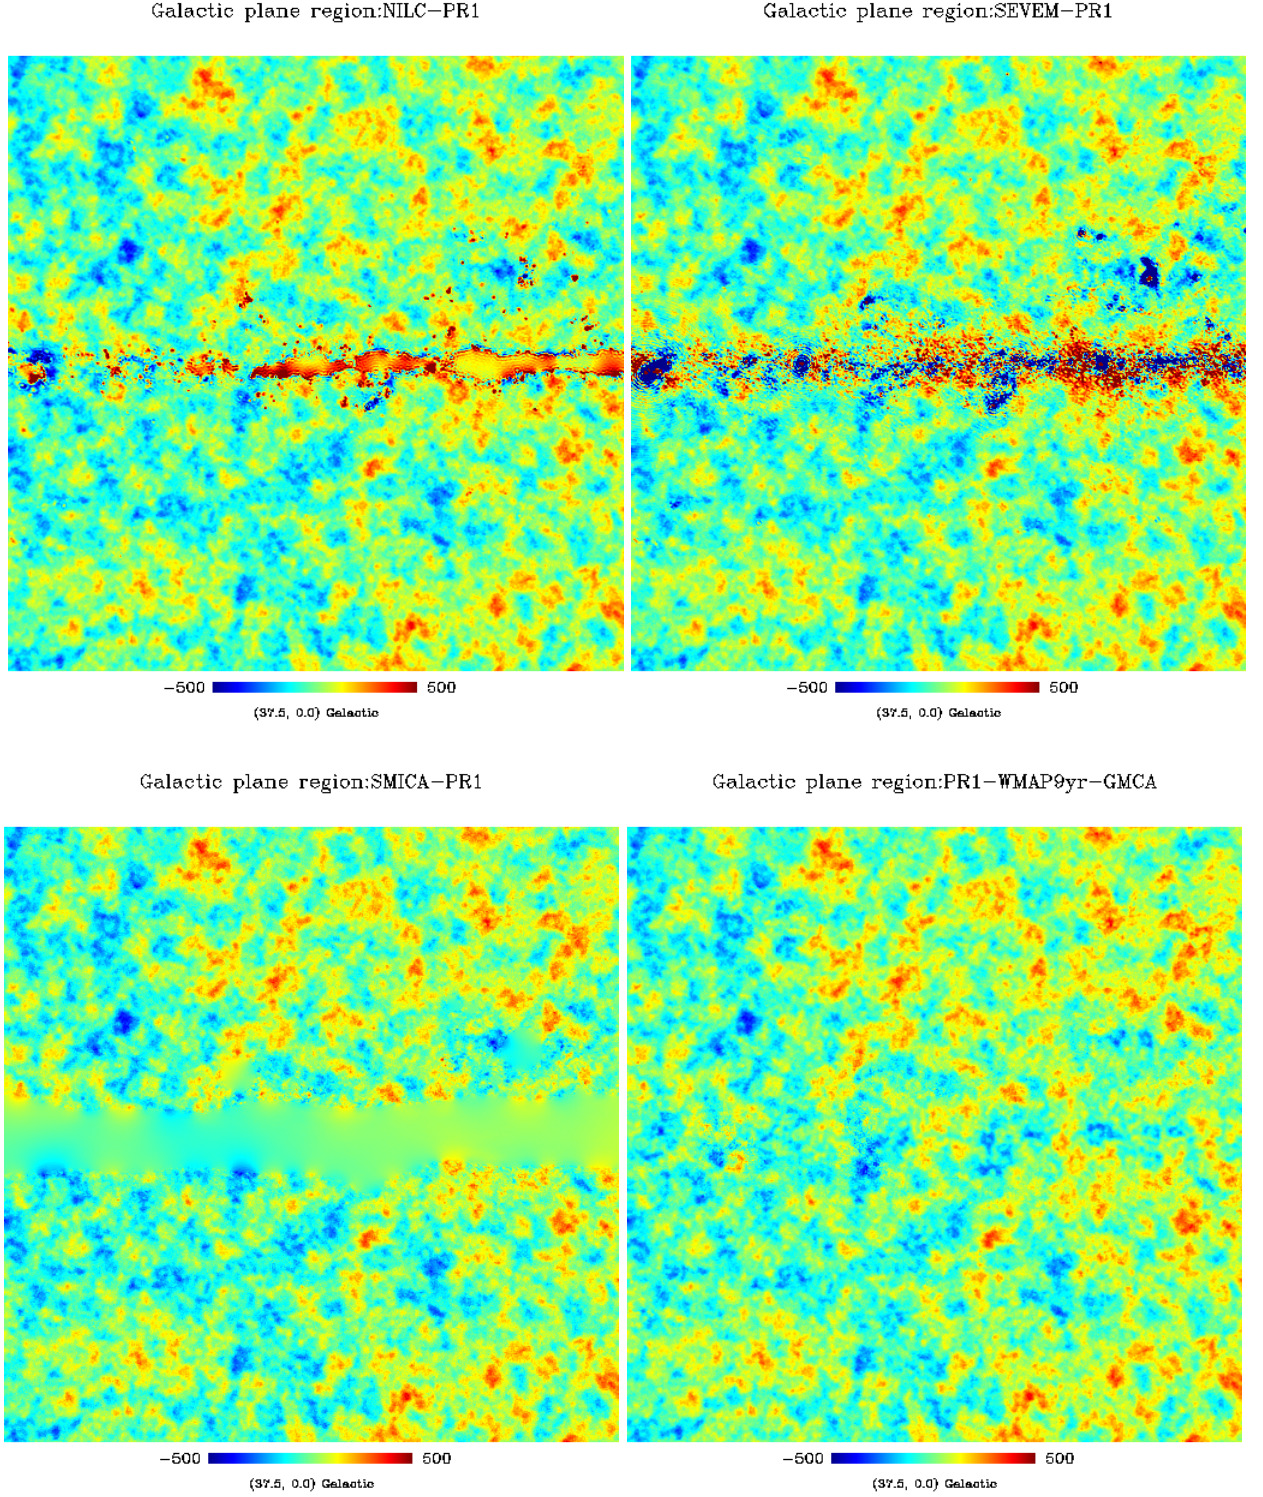 Galactic plane region:NILC-PR1
Galactic plane region:SEVEM-PR1
-500 500
(37.5, 0.0) Galactic
-500 500
(37.5, 0.0) Galactic
Galactic plane region:SMICA-PR1
Galactic plane region:PR1-WMAP9yr-GMCA
-500 500
(37.5, 0.0) Galactic
-500 500
(37.5, 0.0) Galactic